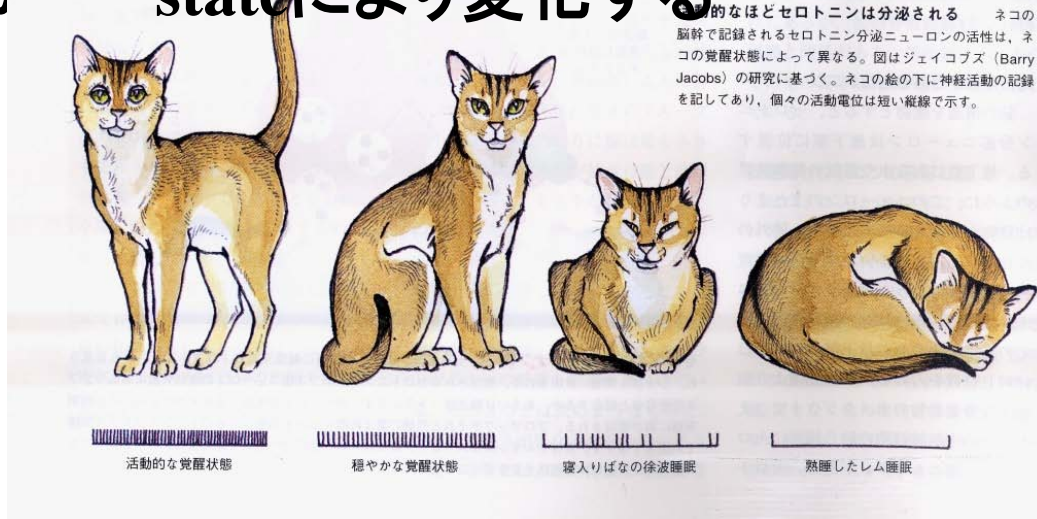 stateにより変化する
動的なほどセロトニンは分泌される ネコの
脳幹で記録されるセロトニン分泌ニューロンの活性は、ネ
コの覚醒状態によって異なる。図はジェイコブズ（Barry
Jacobs）の研究に基づく。ネコの絵の下に神経活動の記録
を記してあり、個々の活動電位は短い縦線で示す。
活動的な覚醒状態
穏やかな覚醒状態
寝入りばなの徐波睡眠
熟睡したレム睡眠